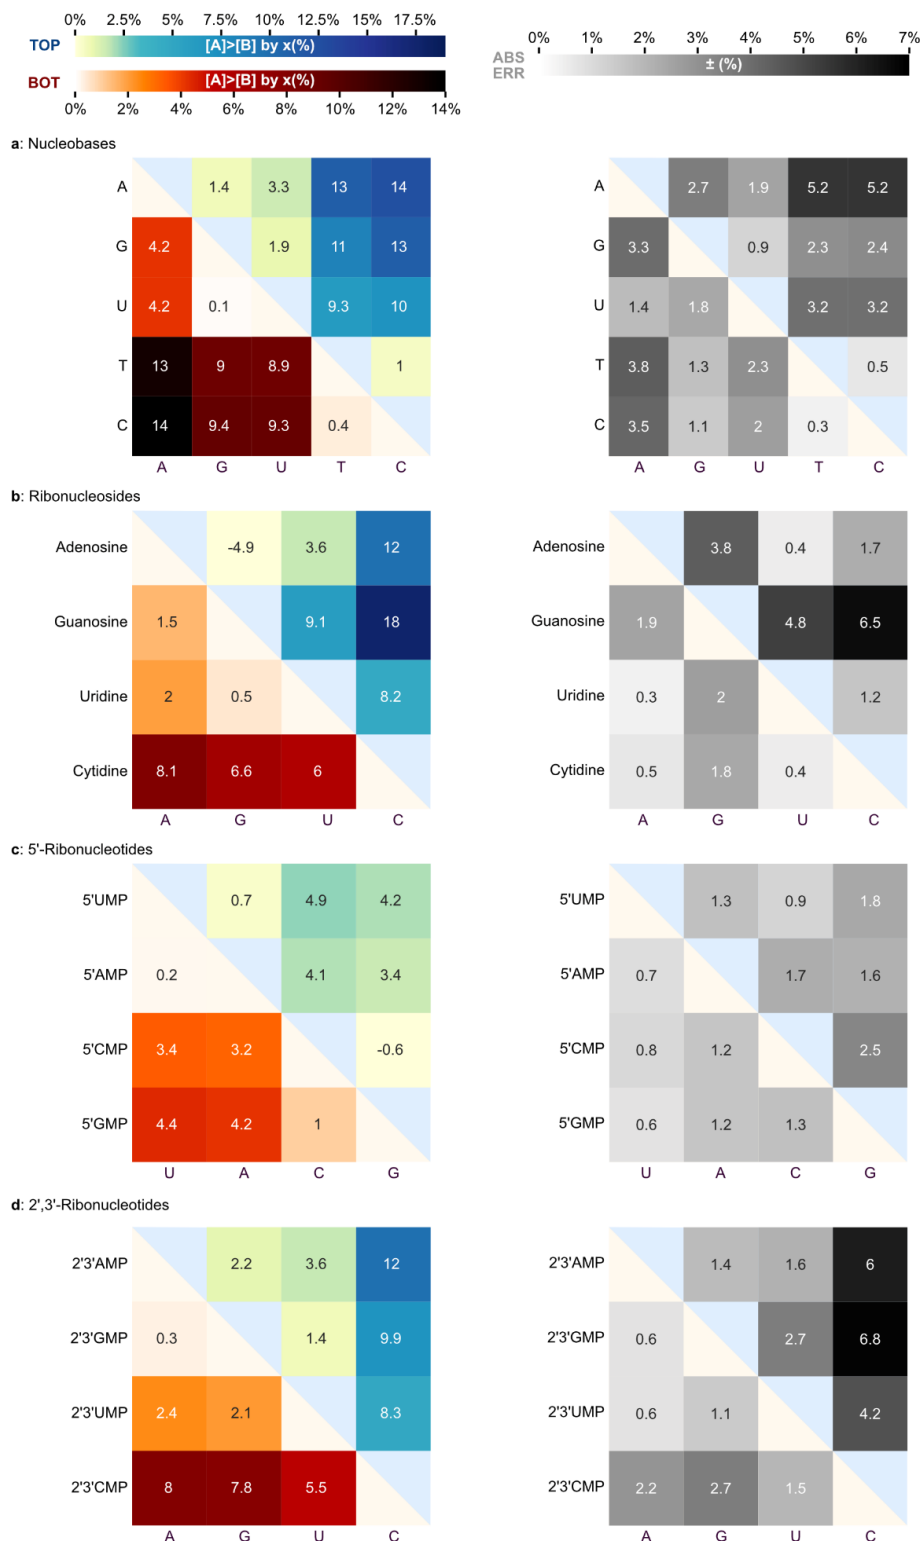 0% 2.5% 5% 7.5% 10% 12.5% 15% 17.5%
TOP [A]>[B] by x(%)
BOT [A]>[B] by x(%)
0% 2% 4% 6% 8% 10% 12% 14%
0% 1% 2% 3% 4% 5% 6% 7%
ABS
ERR
± (%)
a: Nucleobases
A 1.4 3.3 13 14
G 4.2 1.9 11 13
U 4.2 0.1 9.3 10
T 13 9 8.9 1
C 14 9.4 9.3 0.4
A G U T C
A 2.7 1.9 5.2 5.2
G 3.3 0.9 2.3 2.4
U 1.4 1.8 3.2 3.2
T 3.8 1.3 2.3 0.5
C 3.5 1.1 2 0.3
A G U T C
b: Ribonucleosides
Adenosine -4.9 3.6 12
Guanosine 1.5 9.1 18
Uridine 2 0.5 8.2
Cytidine 8.1 6.6 6
A G U C
Adenosine 3.8 0.4 1.7
Guanosine 1.9 4.8 6.5
Uridine 0.3 2 1.2
Cytidine 0.5 1.8 0.4
A G U C
c: 5'-Ribonucleotides
5'UMP 0.7 4.9 4.2
5'AMP 0.2 4.1 3.4
5'CMP 3.4 3.2 -0.6
5'GMP 4.4 4.2 1
U A C G
5'UMP 1.3 0.9 1.8
5'AMP 0.7 1.7 1.6
5'CMP 0.8 1.2 2.5
5'GMP 0.6 1.2 1.3
U A C G
d: 2',3'-Ribonucleotides
2'3'AMP 2.2 3.6 12
2'3'GMP 0.3 1.4 9.9
2'3'UMP 2.4 2.1 8.3
2'3'CMP 8 7.8 5.5
A G U C
2'3'AMP 1.4 1.6 6
2'3'GMP 0.6 2.7 6.8
2'3'UMP 0.6 1.1 4.2
2'3'CMP 2.2 2.7 1.5
A G U C